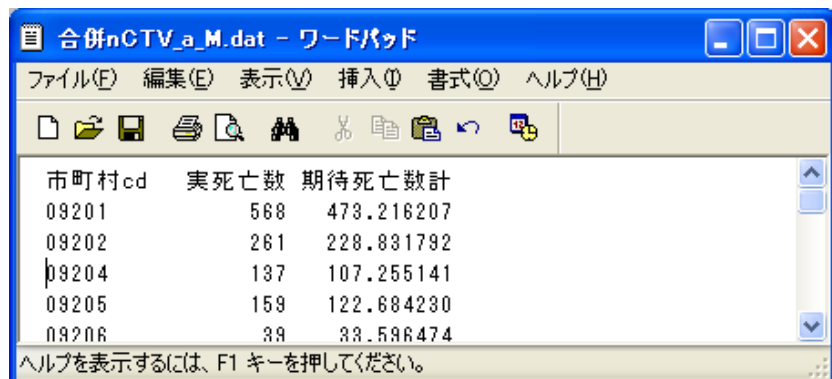 合併nCTV_a_M.dat - ワードパッド
ファイル(F) 編集(E) 表示(V) 挿入(I) 書式(O) ヘルプ(H)
市町村cd 実死亡数 期待死亡数計
09201 568 473.216207
09202 261 228.831792
09204 137 107.255141
09205 159 122.684230
09206 39 33.596474
ヘルプを表示するには、F1 キーを押してください。